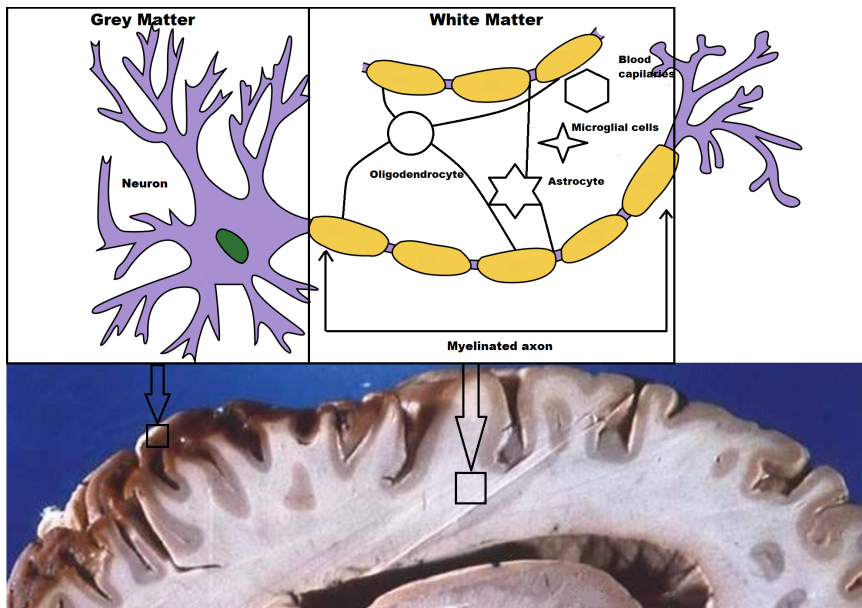 Grey Matter
White Matter
Blood
capilaries
Microglial cells
Oligodendrocyte
Astrocyte
Neuron
Myelinated axon